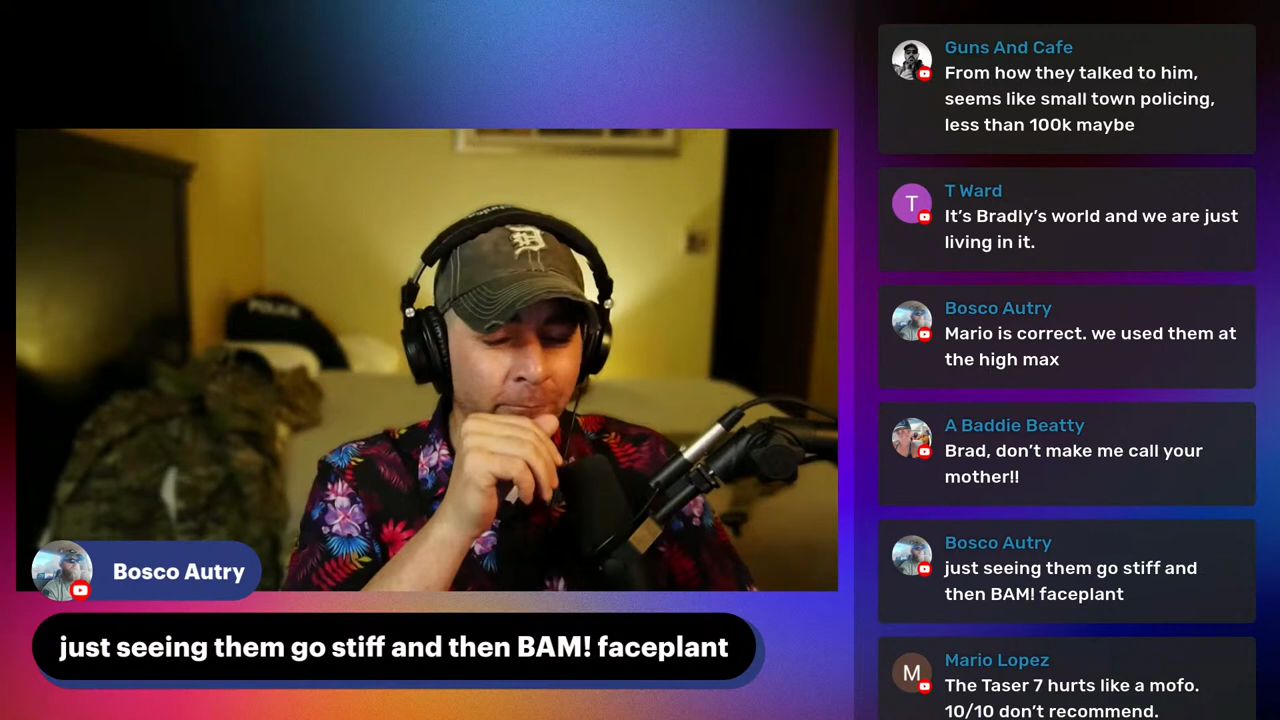 POLICE
D
Bosco Autry
just seeing them go stiff and then BAM! faceplant
Guns And Cafe
From how they talked to him,
seems like small town policing,
less than 100k maybe
T
T Ward
It’s Bradly’s world and we are just
living in it.
Bosco Autry
Mario is correct. we used them at
the high max
A Baddie Beatty
Brad, don’t make me call your
mother!!
Bosco Autry
just seeing them go stiff and
then BAM! faceplant
M
Mario Lopez
The Taser 7 hurts like a mofo.
10/10 don’t recommend.